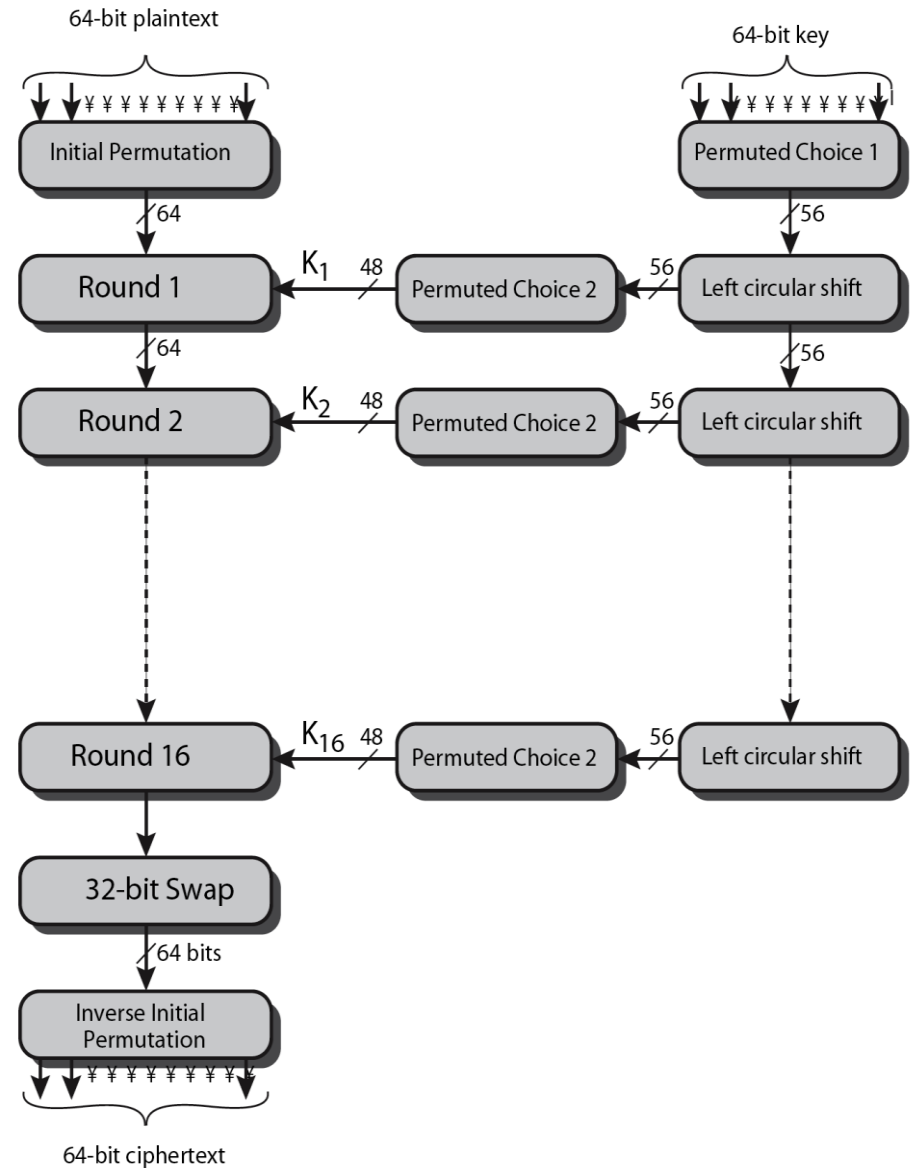 64-bit plaintext
64-bit key
¥ ¥ ¥ ¥ ¥ ¥ ¥ ¥ ¥
¥ ¥ ¥ ¥ ¥ ¥ ¥ ¥
Initial Permutation
Permuted Choice 1
64
56
Round 1
K1
48
Permuted Choice 2
56
Left circular shift
64
56
Round 2
K2
48
Permuted Choice 2
56
Left circular shift
Round 16
K16
48
Permuted Choice 2
56
Left circular shift
32-bit Swap
64 bits
Inverse Initial
Permutation
¥ ¥ ¥ ¥ ¥ ¥ ¥ ¥ ¥
64-bit ciphertext